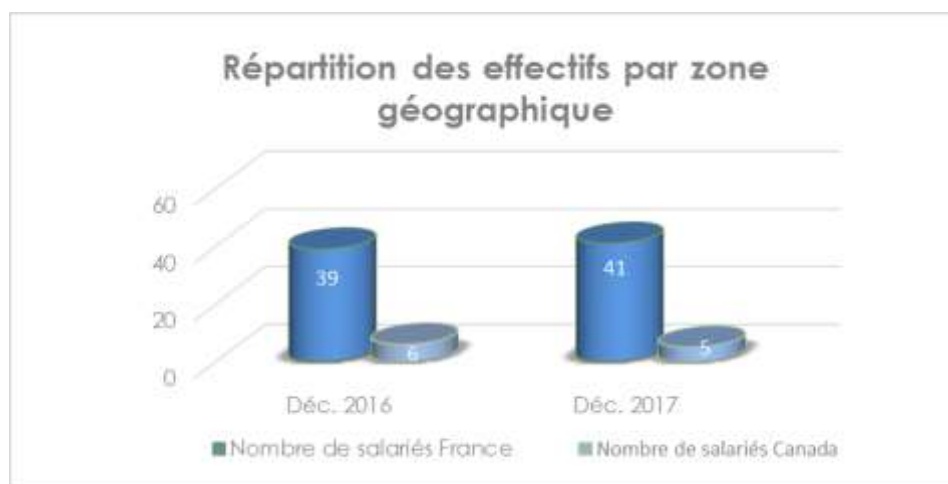 Répartition des effectifs par zone
géographique
60
40
20
0
39
6
41
5
Déc. 2016
Déc. 2017
Nombre de salariés France
Nombre de salariés Canada